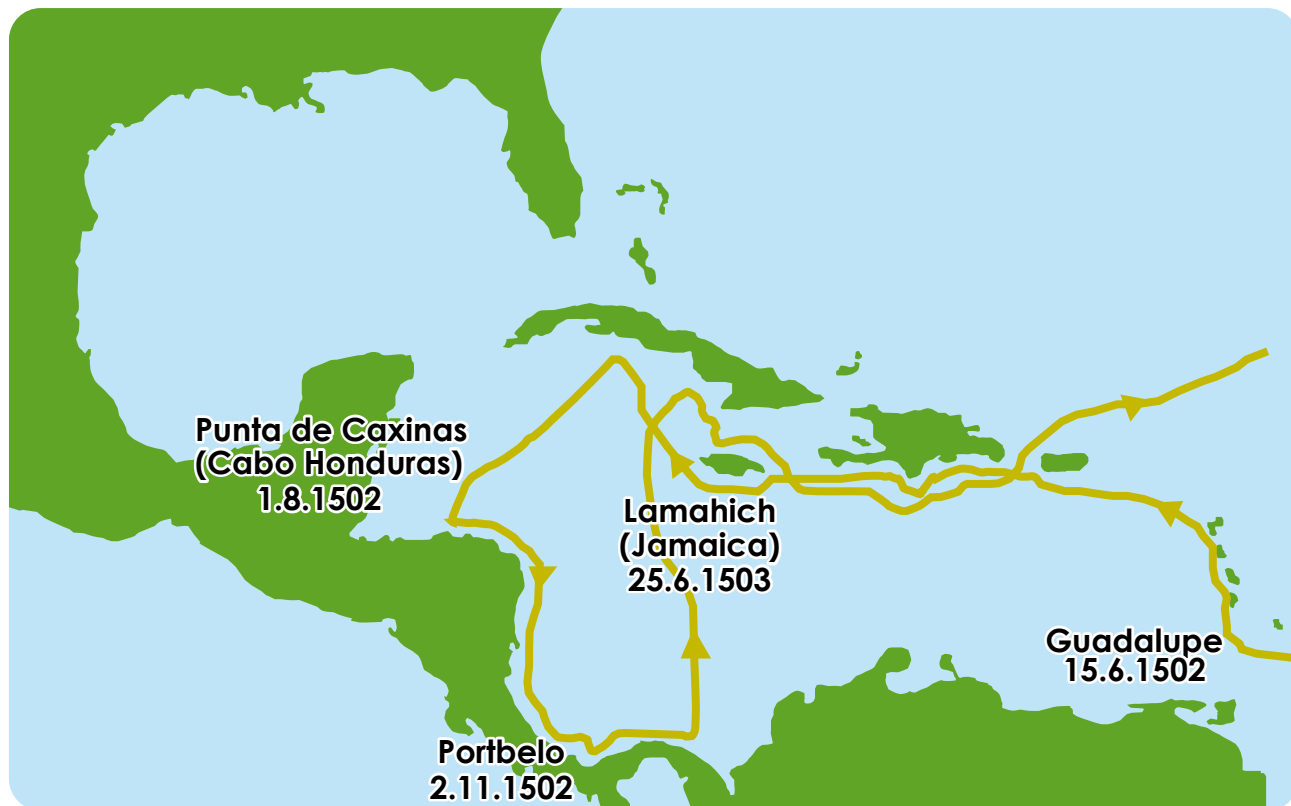 Punta de Caxinas
(Cabo Honduras)
1.8.1502
Lamahich
(Jamaica)
25.6.1503
Guadalupe
15.6.1502
Portbelo
2.11.1502